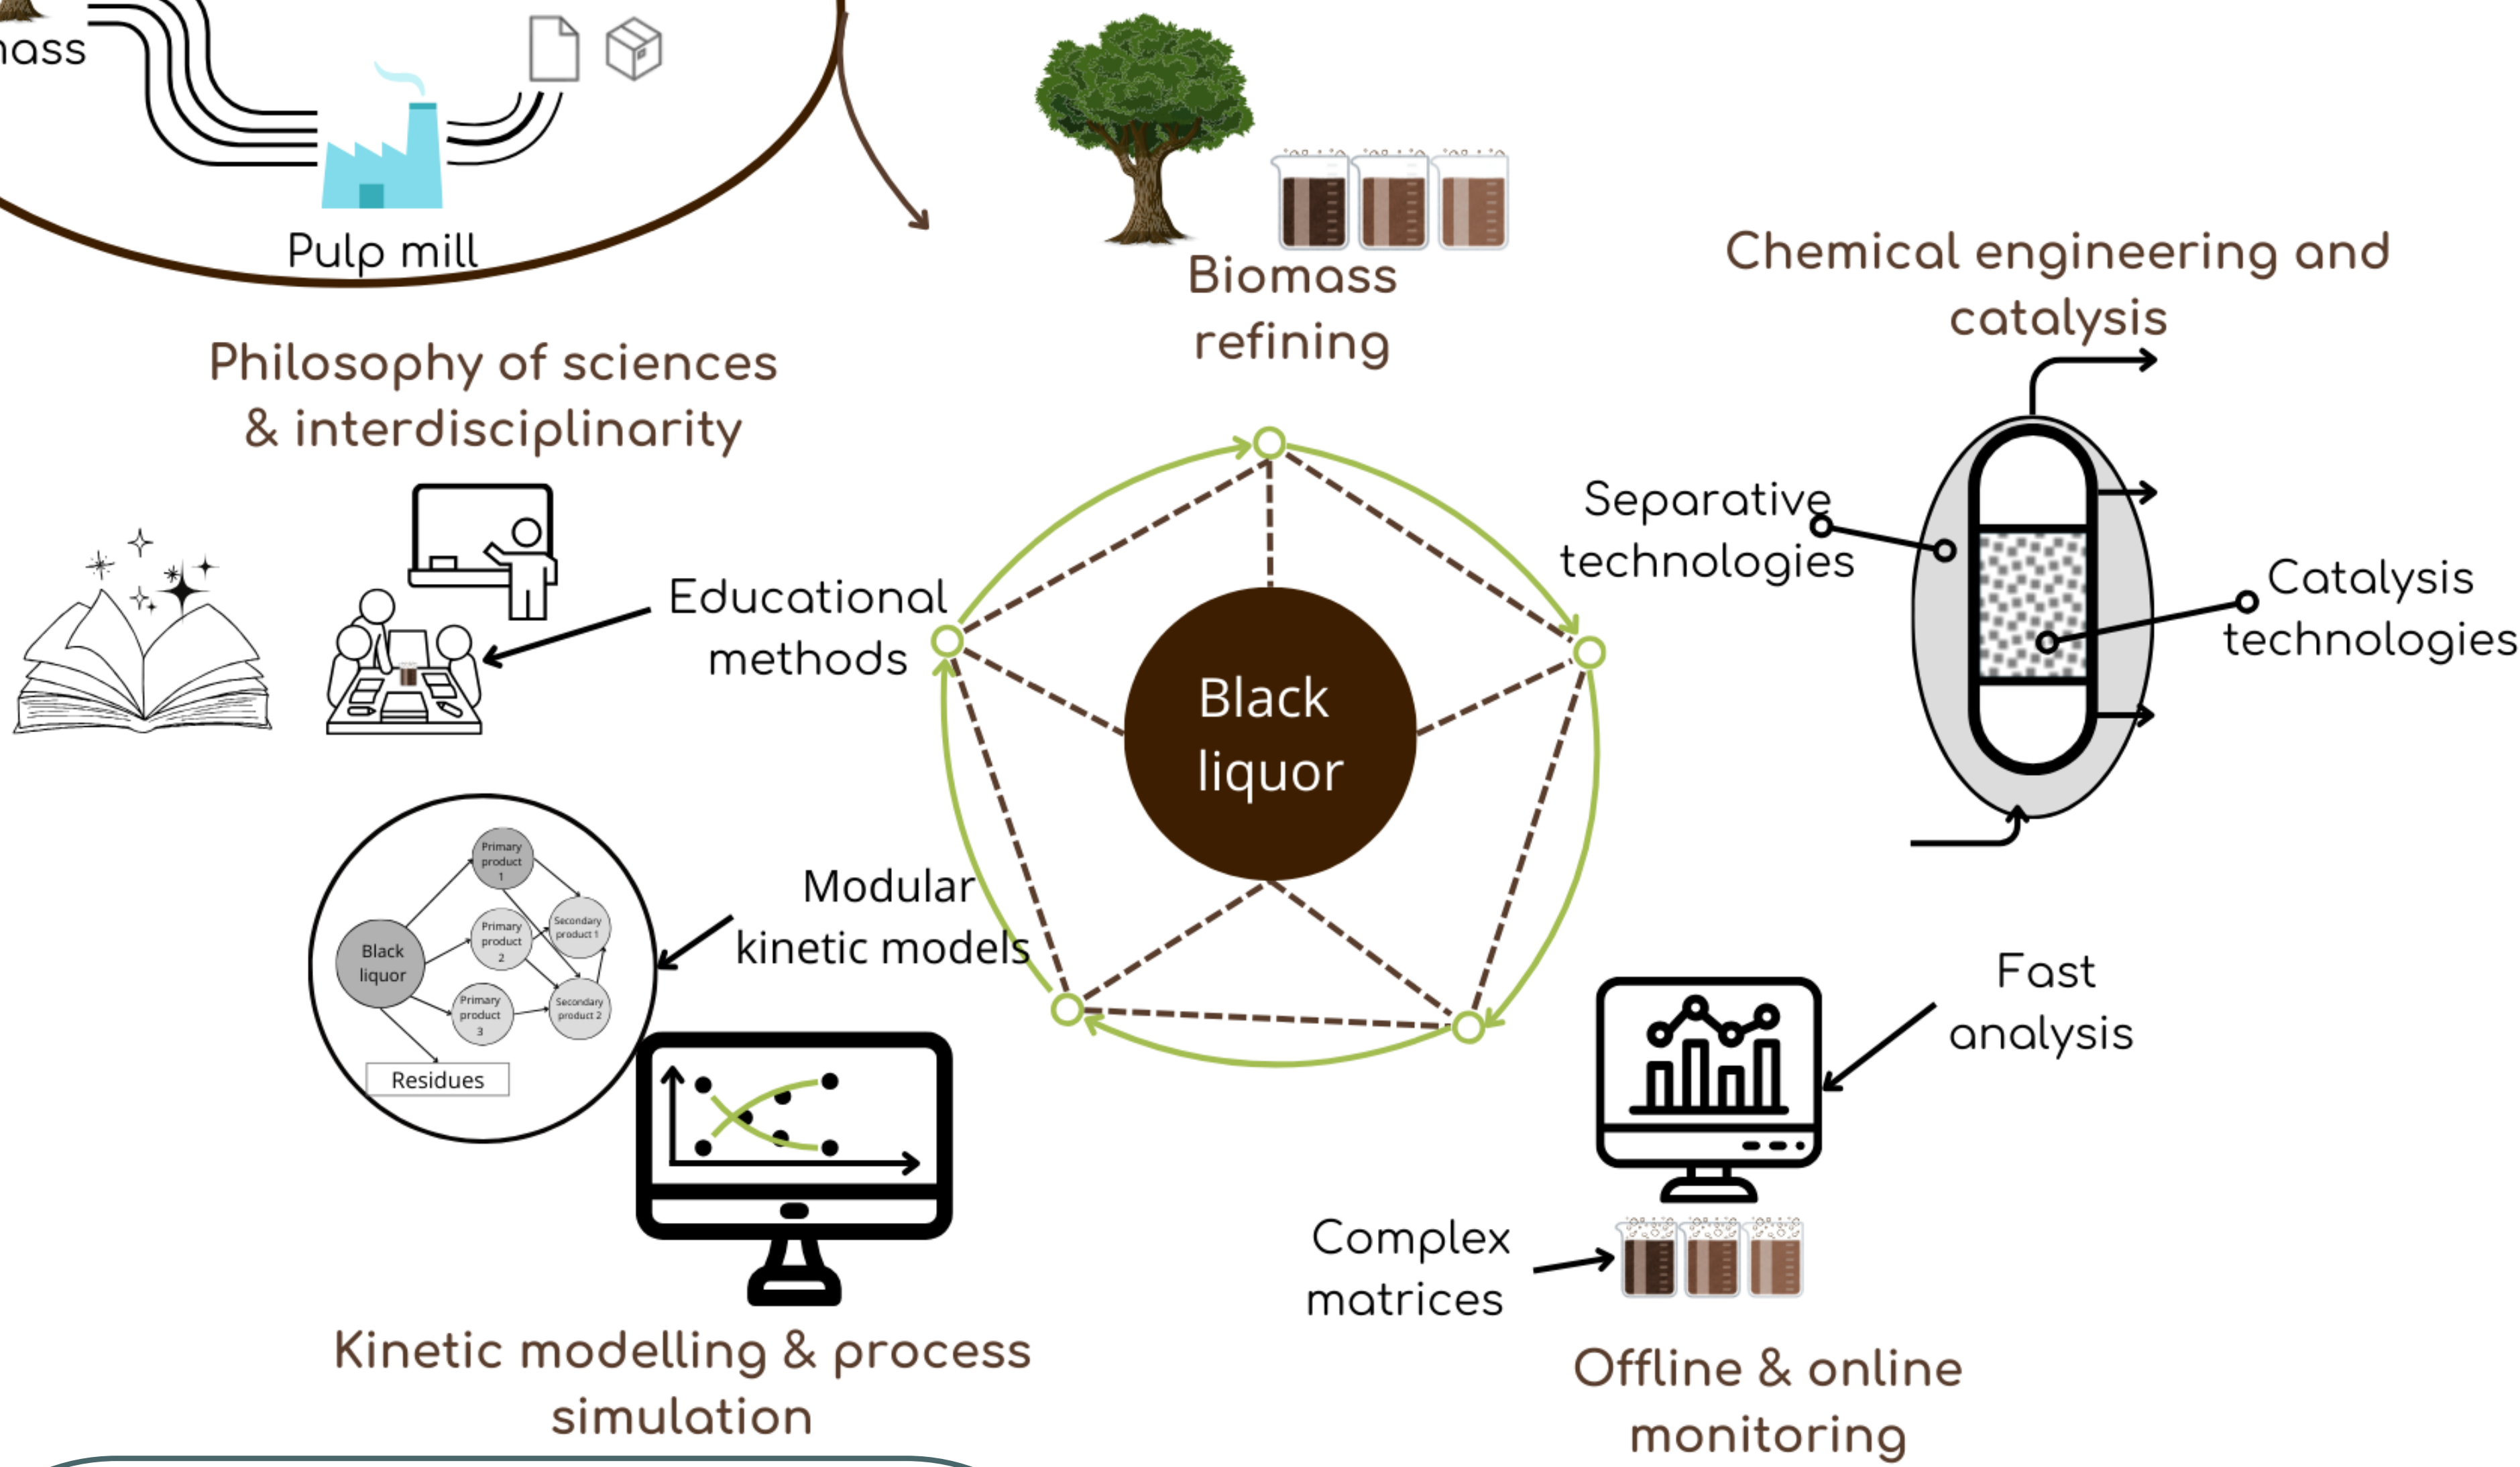 mass
Pulp mill
Biomass
refining
Chemical engineering and
catalysis
Philosophy of sciences
& interdisciplinarity
Separative
technologies
Catalysis
technologies
Educational
methods
Black
liquor
Modular
kinetic models
Primary
product
1
Primary
product
2
Primary
product
3
Secondary
product 1
Secondary
product 2
Black
liquor
Residues
Fast
analysis
Complex
matrices
Kinetic modelling & process
simulation
Offline & online
monitoring